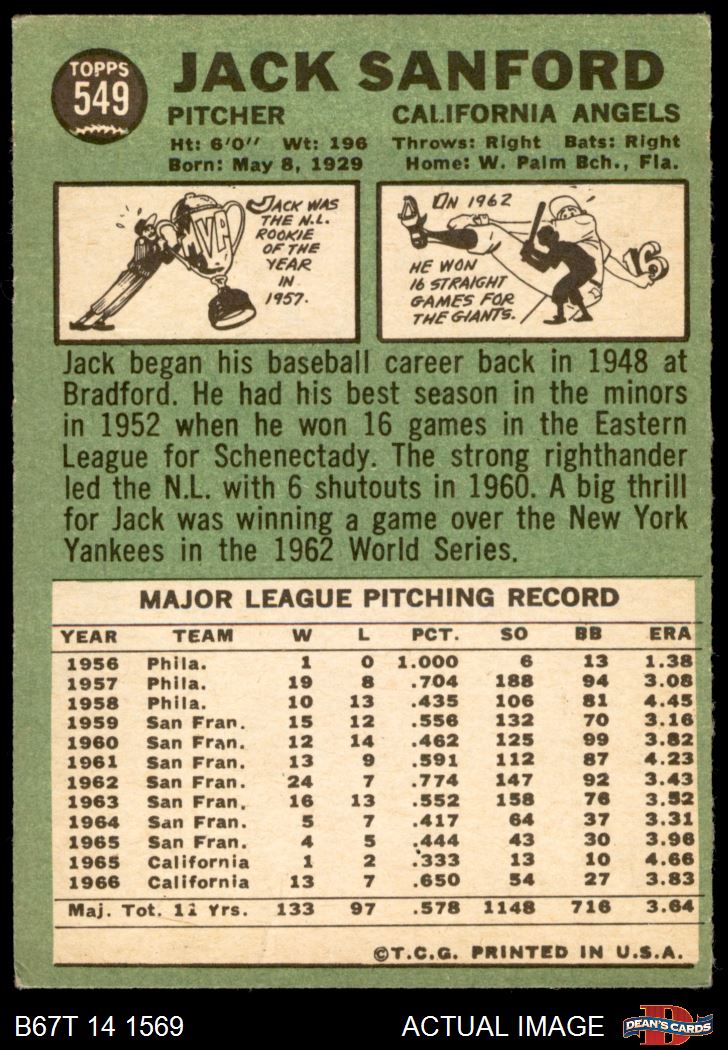 TOPPS
549
JACK SANFORD
PITCHER CALIFORNIA ANGELS
Ht: 6'0" Wt: 196 Throws: Right Bats: Right
Born: May 8, 1929 Home: W. Palm Bch., Fla.
MVP
JACK WAS
THE N.L.
ROOKIE
OF THE
YEAR
IN
1957.
IN 1962
HE WON
16 STRAIGHT
GAMES FOR
THE GIANTS.
16
Jack began his baseball career back in 1948 at
Bradford. He had his best season in the minors
in 1952 when he won 16 games in the Eastern
League for Schenectady. The strong righthander
led the N.L. with 6 shutouts in 1960. A big thrill
for Jack was winning a game over the New York
Yankees in the 1962 World Series.
MAJOR LEAGUE PITCHING RECORD
YEAR TEAM W L PCT. SO BB ERA
1956 Phila. 1 0 1.000 6 13 1.38
1957 Phila. 19 8 .704 188 94 3.08
1958 Phila. 10 13 .435 106 81 4.45
1959 San Fran. 15 12 .556 132 70 3.16
1960 San Fran. 12 14 .462 125 99 3.82
1961 San Fran. 13 9 .591 112 87 4.23
1962 San Fran. 24 7 .774 147 92 3.43
1963 San Fran. 16 13 .552 158 76 3.52
1964 San Fran. 5 7 .417 64 37 3.31
1965 San Fran. 4 5 .444 43 30 3.96
1965 California 1 2 .333 13 10 4.66
1966 California 13 7 .650 54 27 3.83
Maj. Tot. 11 Yrs. 133 97 .578 1148 716 3.64
©T.C.G. PRINTED IN U.S.A.
B67T 14 1569 ACTUAL IMAGE
DEAN'S CARDS